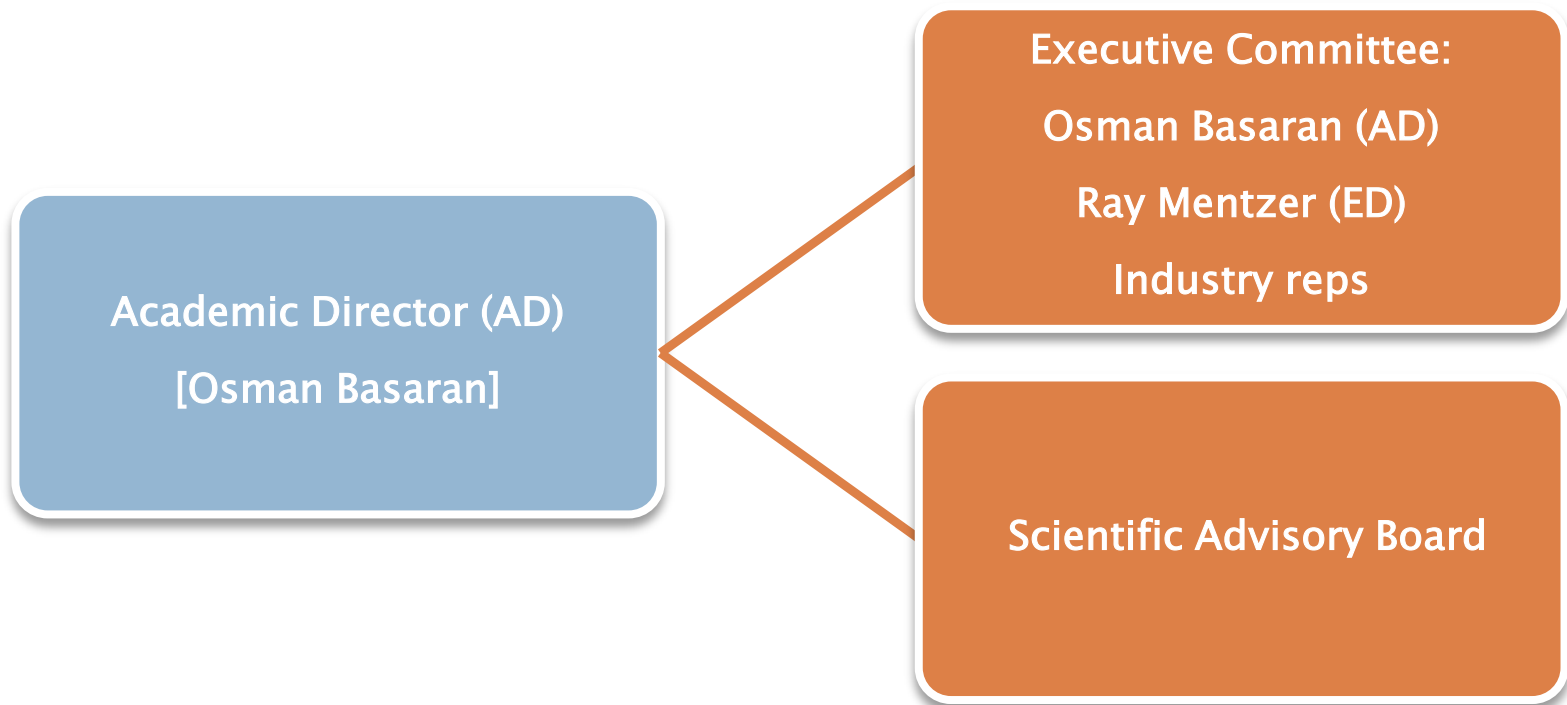 Academic Director (AD)
[Osman Basaran]
Executive Committee:
Osman Basaran (AD)
Ray Mentzer (ED)
Industry reps
Scientific Advisory Board